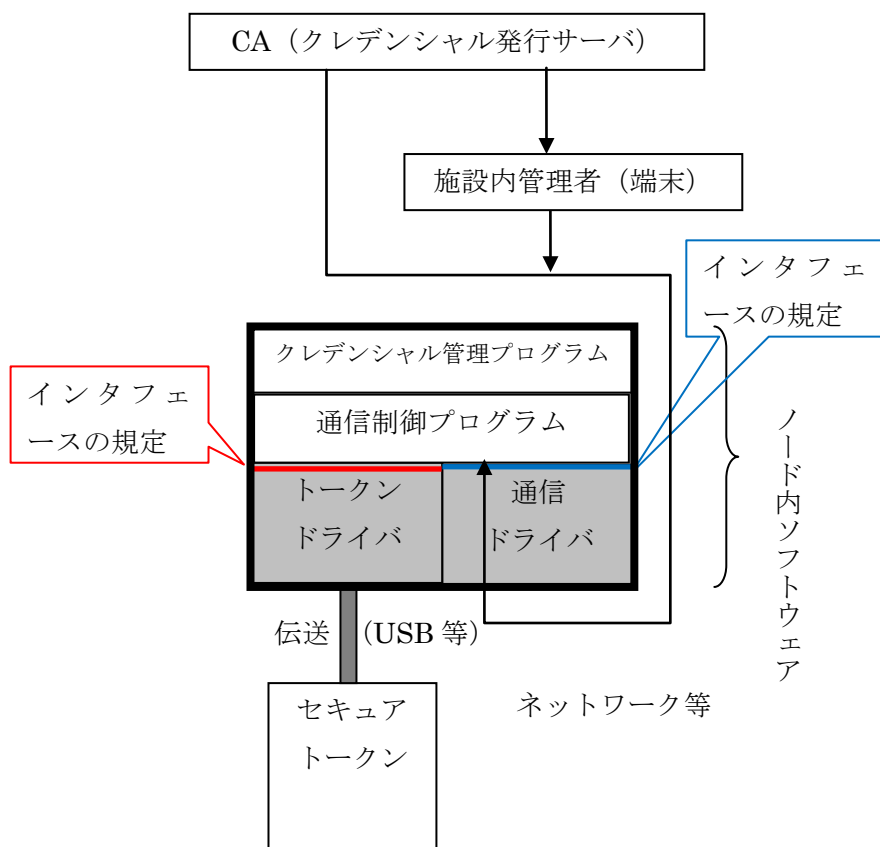 CA（クレデンシャル発行サーバ）
施設内管理者（端末）
インタフェ
ースの規定
クレデンシャル管理プログラム
インタフェ
ースの規定
通信制御プログラム
トークン
ドライバ
通信
ドライバ
ノード内ソフトウェア
伝送
(USB 等)
ネットワーク等
セキュア
トークン